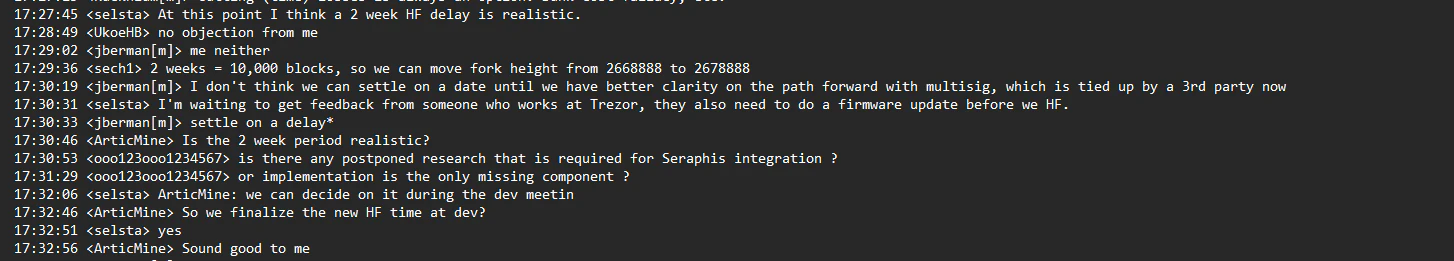 17:27:45 <selsta> At this point I think a 2 week HF delay is realistic.
17:28:49 <UkoeHB> no objection from me
17:29:02 <jberman[m]> me neither
17:29:36 <sech1> 2 weeks = 10,000 blocks, so we can move fork height from 2668888 to 2678888
17:30:19 <jberman[m]> I don't think we can settle on a date until we have better clarity on the path forward with multisig, which is tied up by a 3rd party now
17:30:31 <selsta> I'm waiting to get feedback from someone who works at Trezor, they also need to do a firmware update before we HF.
17:30:33 <jberman[m]> settle on a delay*
17:30:46 <ArticMine> Is the 2 week period realistic?
17:30:53 <ooo123ooo1234567> is there any postponed research that is required for Seraphis integration ?
17:31:29 <ooo123ooo1234567> or implementation is the only missing component ?
17:32:06 <selsta> ArticMine: we can decide on it during the dev meetin
17:32:46 <ArticMine> So we finalize the new HF time at dev?
17:32:51 <selsta> yes
17:32:56 <ArticMine> Sound good to me